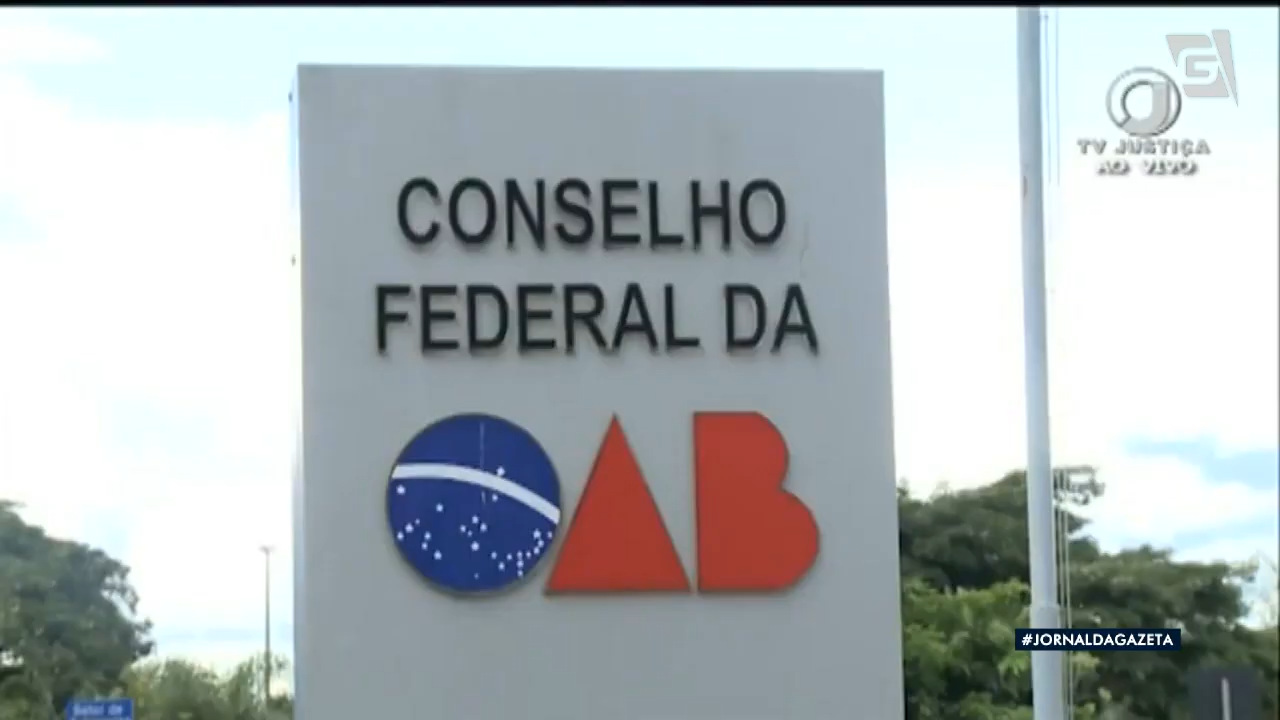 CONSELHO
FEDERAL DA
OAB
TV JUSTIÇA
AO VIVO
#JORNALDAGAZETA
G